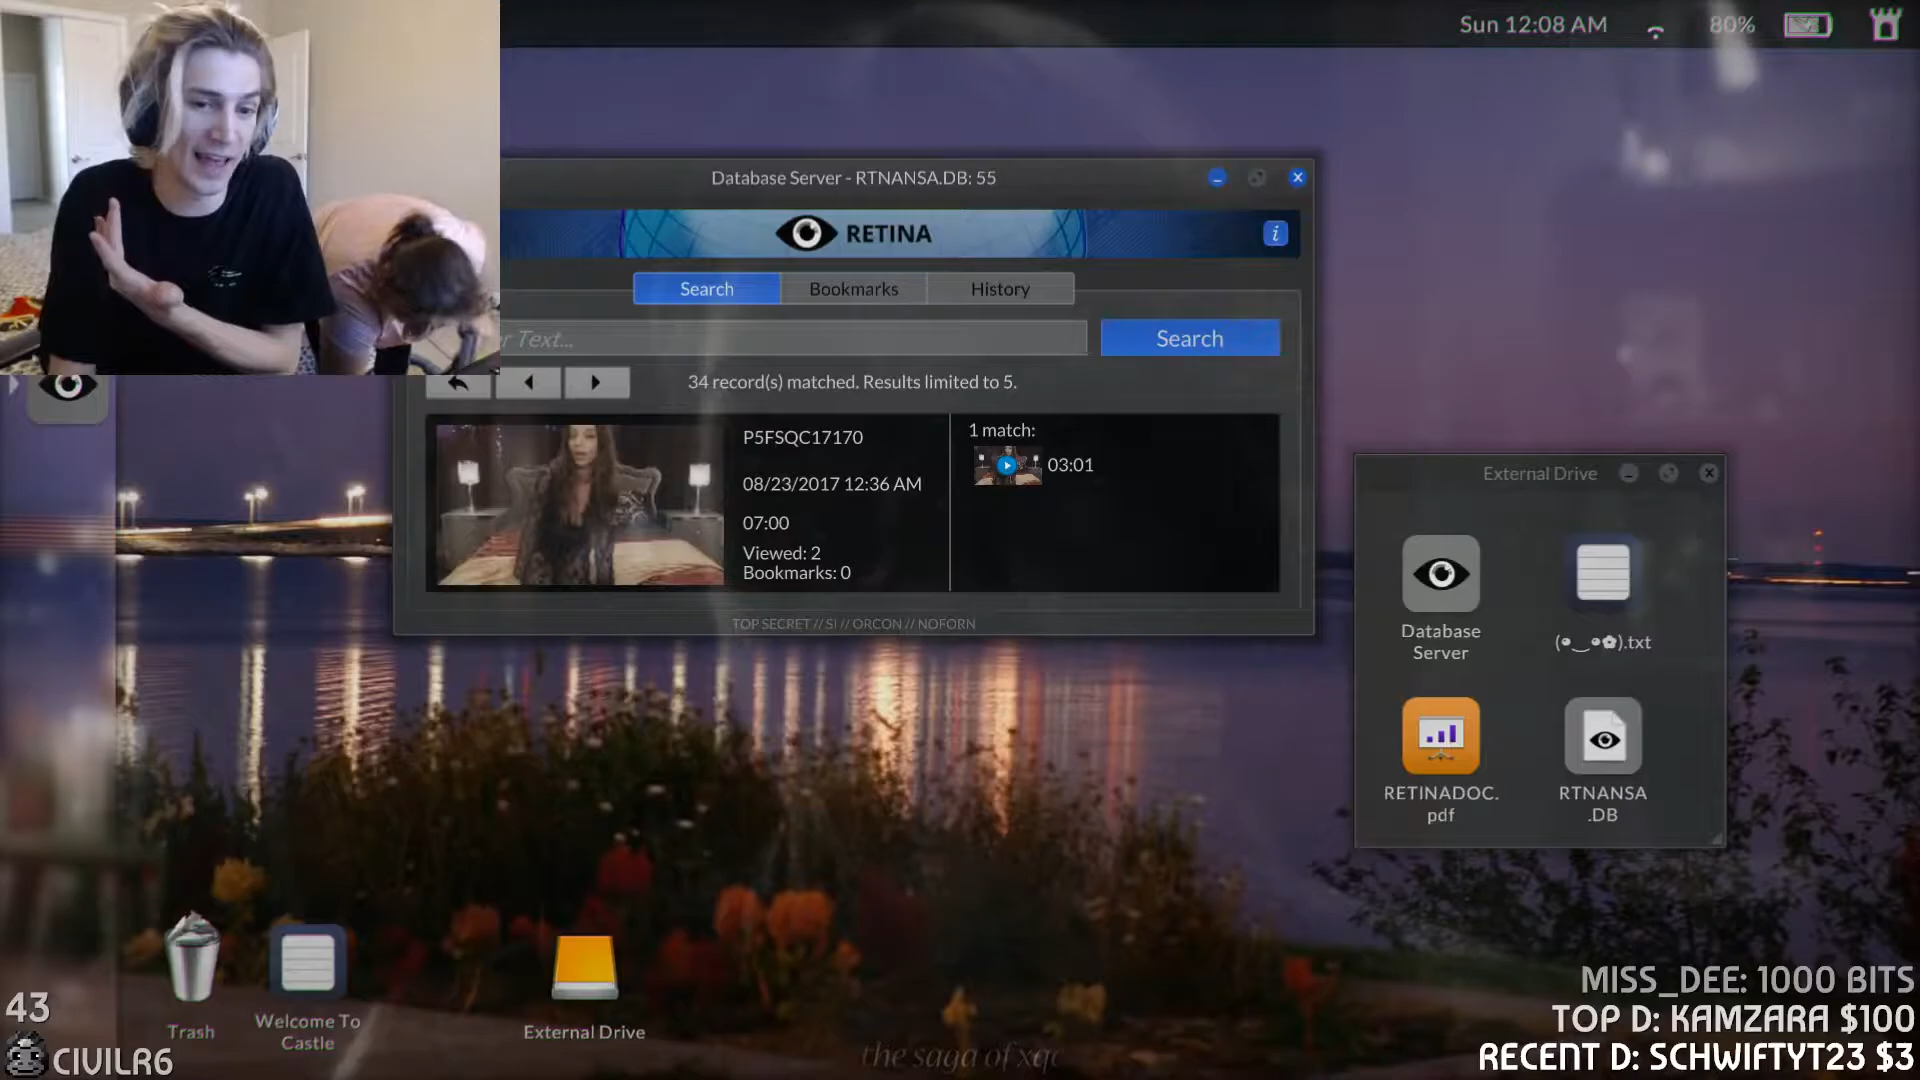 Sun 12:08 AM
80%
Database Server - RTNANSA.DB: 55
RETINA
i
Search
Bookmarks
History
r Text...
Search
34 record(s) matched. Results limited to 5.
P5FSQC17170
08/23/2017 12:36 AM
07:00
Viewed: 2
Bookmarks: 0
1 match:
03:01
TOP SECRET // SI // ORCON // NOFORN
External Drive
Database
Server
(•‿•✿).txt
RETINADOC.
pdf
RTNANSA
.DB
Trash
Welcome To
Castle
External Drive
43
CIVILR6
the saga of xqc
MISS_DEE: 1000 BITS
TOP D: KAMZARA $100
RECENT D: SCHWIFTYT23 $3